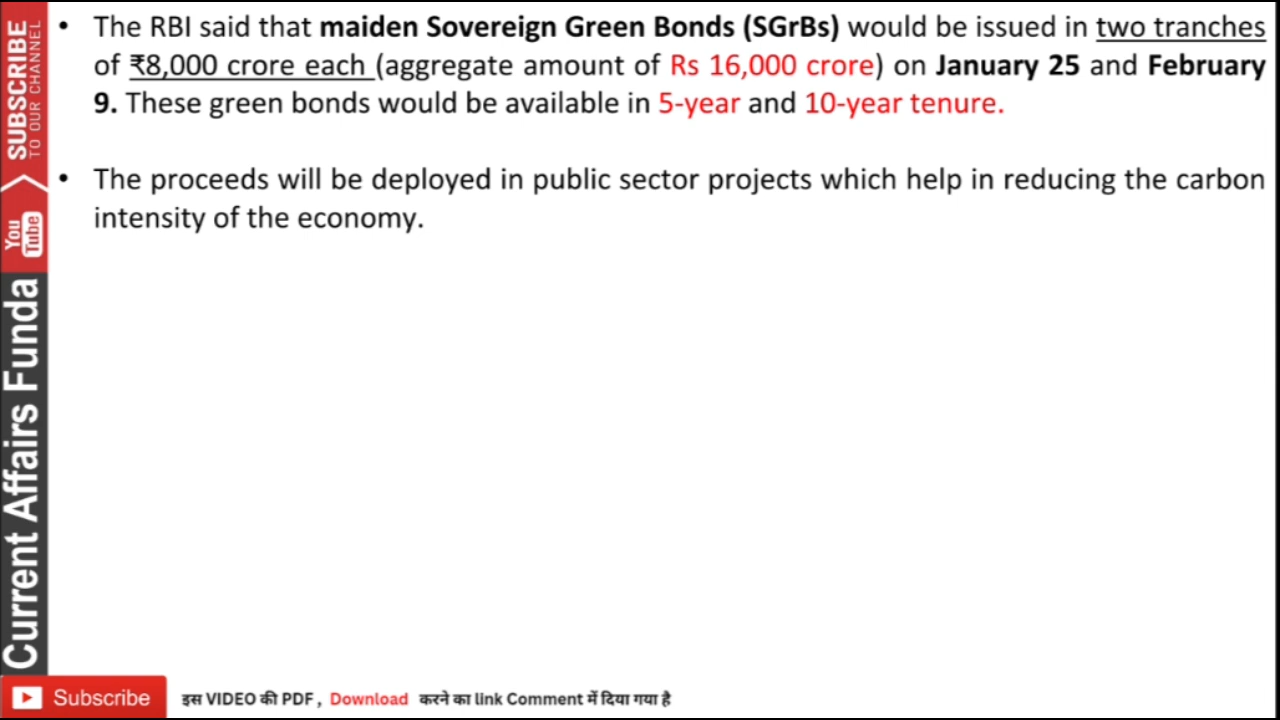 The RBI said that maiden Sovereign Green Bonds (SGrBs) would be issued in two tranches
of ₹8,000 crore each (aggregate amount of Rs 16,000 crore) on January 25 and February
9. These green bonds would be available in 5-year and 10-year tenure.
The proceeds will be deployed in public sector projects which help in reducing the carbon
intensity of the economy.
SUBSCRIBE
TO OUR CHANNEL
You Tube
Current Affairs Funda
Subscribe
इस VIDEO की PDF , Download करने का link Comment में दिया गया है